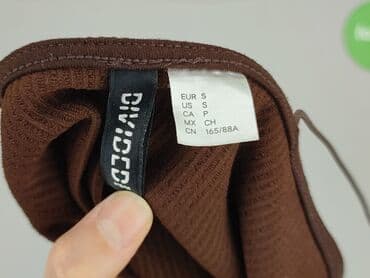 DIVIDED
EUR S
US S
CA P
MX CH
CN 165/88A